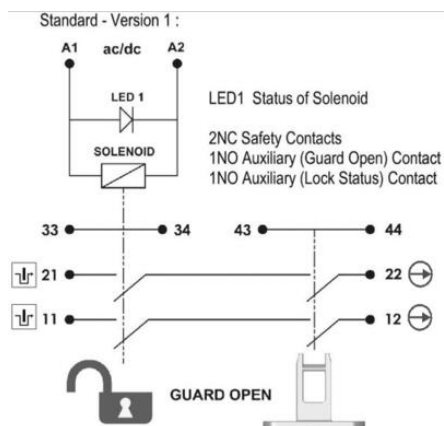 Standard - Version 1 :
A1 ac/dc A2
LED 1
LED1 Status of Solenoid
SOLENOID
2NC Safety Contacts
1NO Auxiliary (Guard Open) Contact
1NO Auxiliary (Lock Status) Contact
33 34 43 44
21 22
11 12
GUARD OPEN